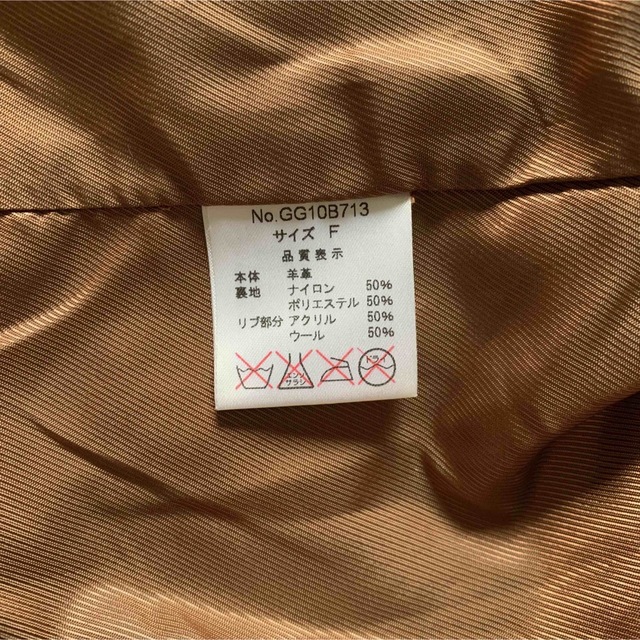 No.GG10B713
サイズ F
品質表示
本体 羊革
裏地 ナイロン 50%
ポリエステル 50%
リブ部分 アクリル 50%
ウール 50%
エンソ サラシ ドライ